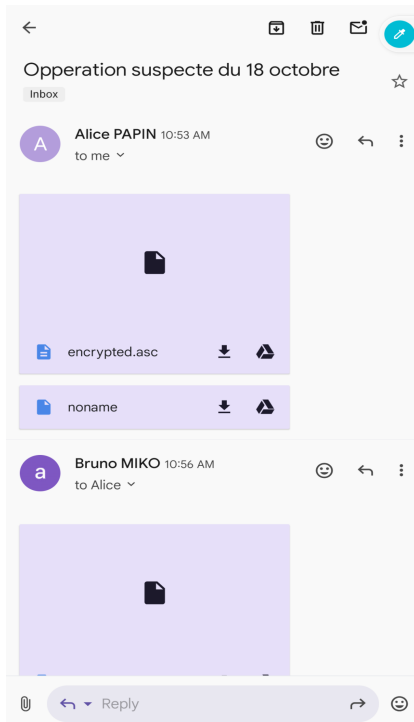 Opperation suspecte du 18 octobre
Inbox
A
Alice PAPIN 10:53 AM
to me
encrypted.asc
noname
a
Bruno MIKO 10:56 AM
to Alice
Reply